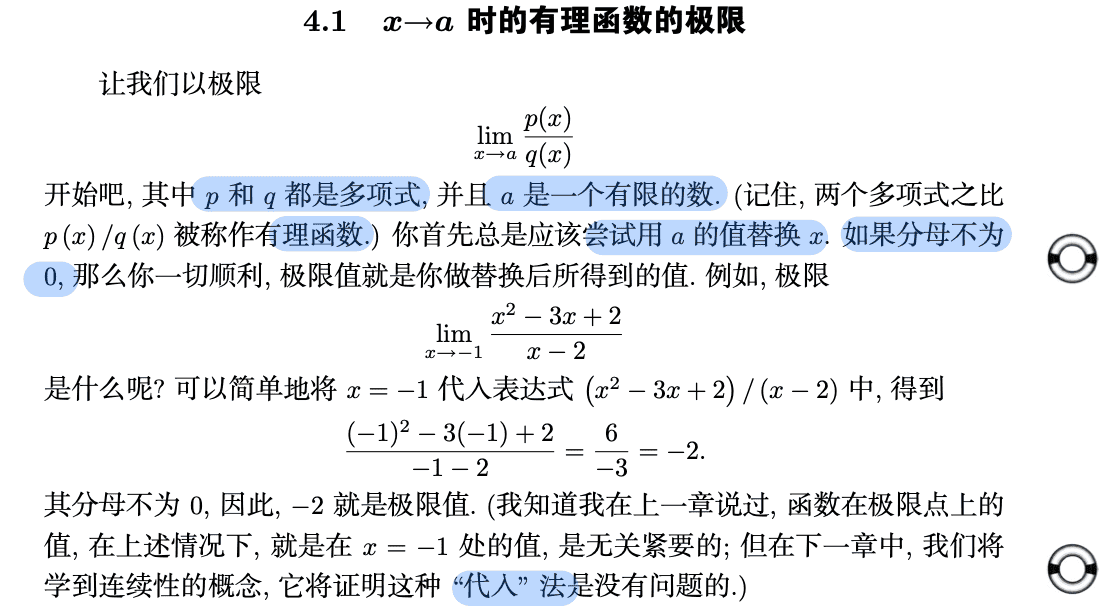 4.1 x→a 时的有理函数的极限
让我们以极限
lim_{x→a} p(x)/q(x)
开始吧, 其中 p 和 q 都是多项式, 并且 a 是一个有限的数. (记住, 两个多项式之比
p(x)/q(x) 被称作有理函数.) 你首先总是应该尝试用 a 的值替换 x. 如果分母不为
0, 那么你一切顺利, 极限值就是你做替换后所得到的值. 例如, 极限
lim_{x→−1} (x² − 3x + 2)/(x − 2)
是什么呢? 可以简单地将 x = −1 代入表达式 (x² − 3x + 2)/(x − 2) 中, 得到
((−1)² − 3(−1) + 2)/(−1 − 2) = 6/(−3) = −2.
其分母不为 0, 因此, −2 就是极限值. (我知道我在上一章说过, 函数在极限点上的
值, 在上述情况下, 就是在 x = −1 处的值, 是无关紧要的; 但在下一章中, 我们将
学到连续性的概念, 它将证明这种 “代入” 法是没有问题的.)